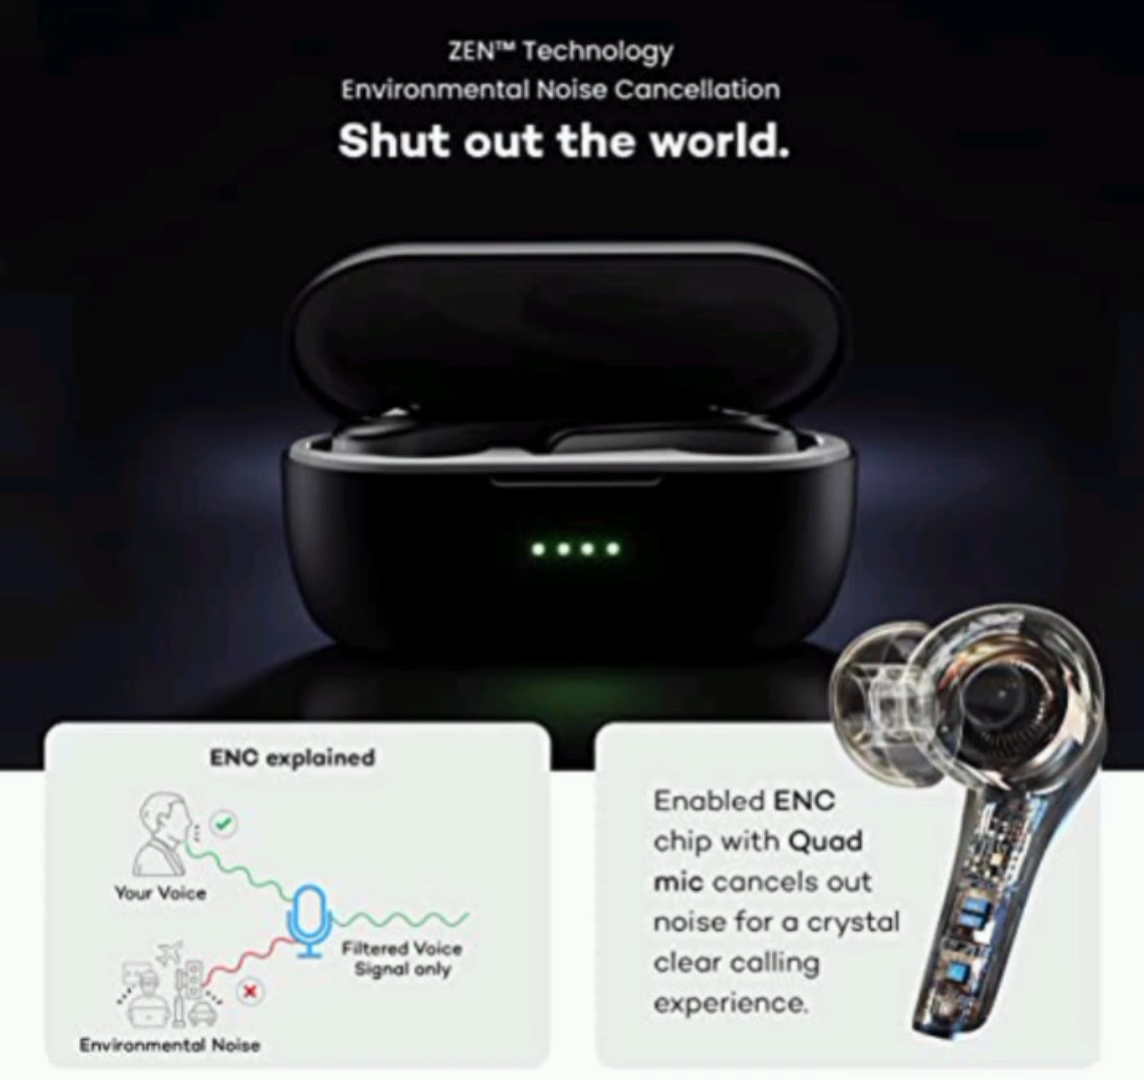 ZEN™ Technology
Environmental Noise Cancellation
Shut out the world.
ENC explained
Your Voice
Filtered Voice
Signal only
Environmental Noise
Enabled ENC
chip with Quad
mic cancels out
noise for a crystal
clear calling
experience.